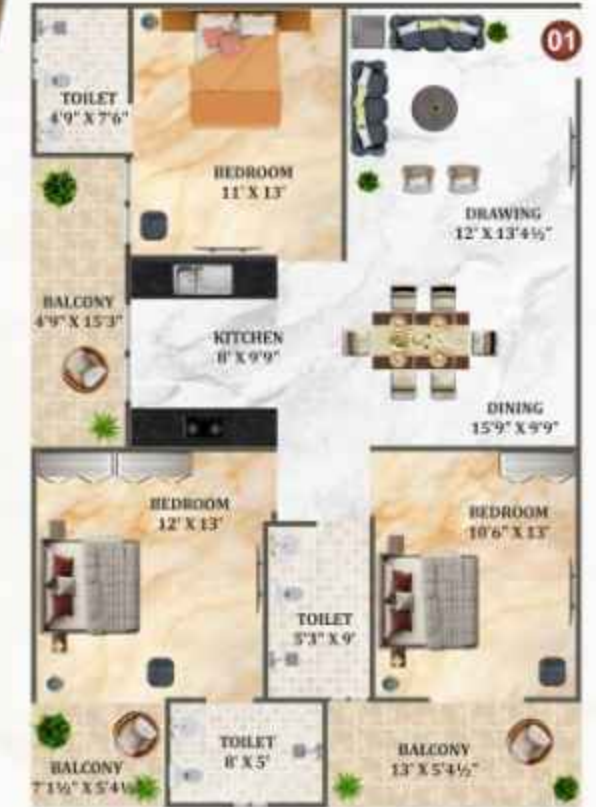 01
TOILET
4'9" X 7'6"
BEDROOM
11' X 13'
DRAWING
12' X 13'4½"
BALCONY
4'9" X 15'3"
KITCHEN
8' X 9'9"
DINING
15'9" X 9'9"
BEDROOM
12' X 13'
BEDROOM
10'6" X 13'
TOILET
5'3" X 9'
TOILET
8' X 5'
BALCONY
7'1½" X 5'4½"
BALCONY
13' X 5'4½"